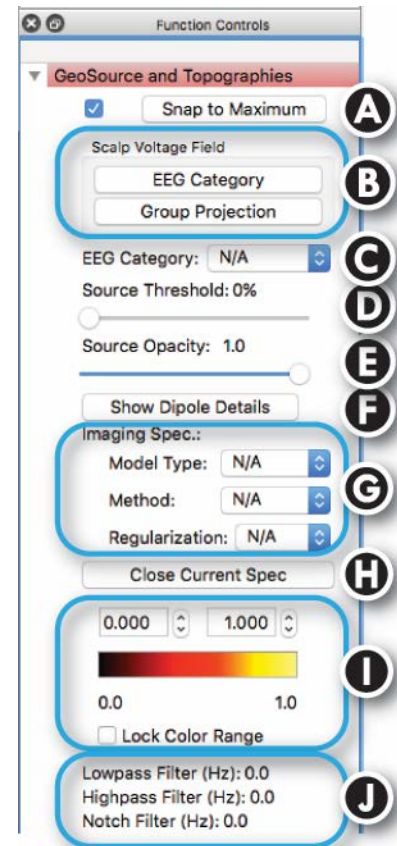 Function Controls
GeoSource and Topographies
Snap to Maximum A
Scalp Voltage Field
EEG Category B
Group Projection
EEG Category: N/A C
Source Threshold: 0% D
Source Opacity: 1.0 E
Show Dipole Details F
Imaging Spec.:
Model Type: N/A
Method: N/A G
Regularization: N/A
Close Current Spec H
0.000 1.000
I
0.0 1.0
Lock Color Range
Lowpass Filter (Hz): 0.0
Highpass Filter (Hz): 0.0 J
Notch Filter (Hz): 0.0